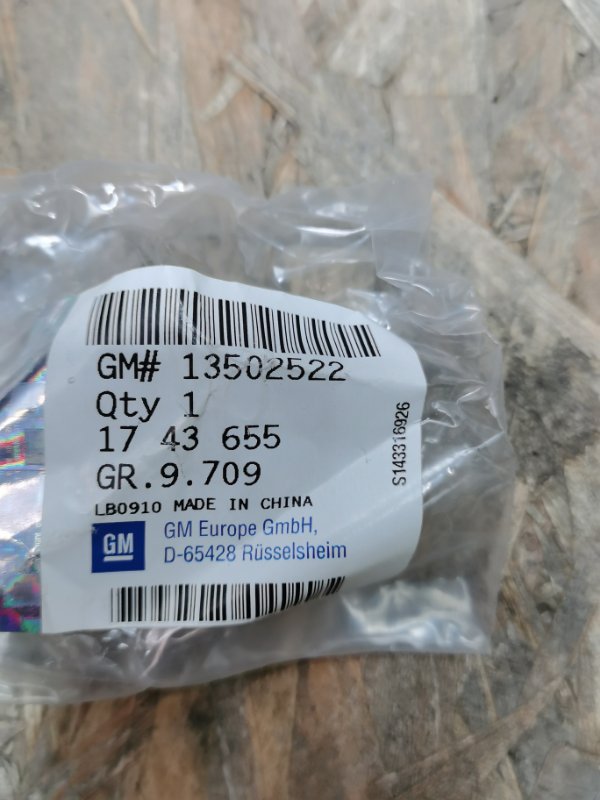 GM# 13502522
Qty 1
17 43 655
GR.9.709
LB0910 MADE IN CHINA
GM
GM Europe GmbH,
D-65428 Rüsselsheim
S143316926